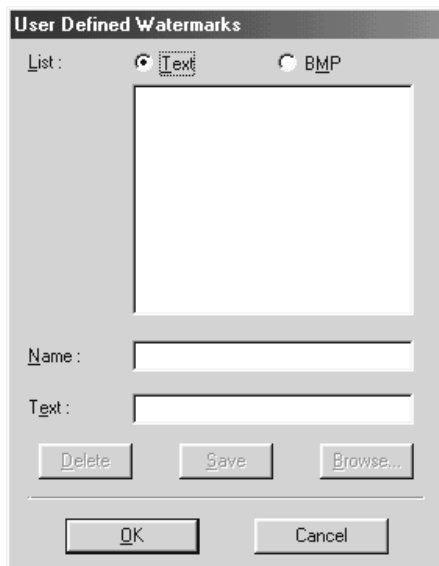 User Defined Watermarks
List : Text BMP
Name :
Text :
Delete Save Browse...
OK Cancel